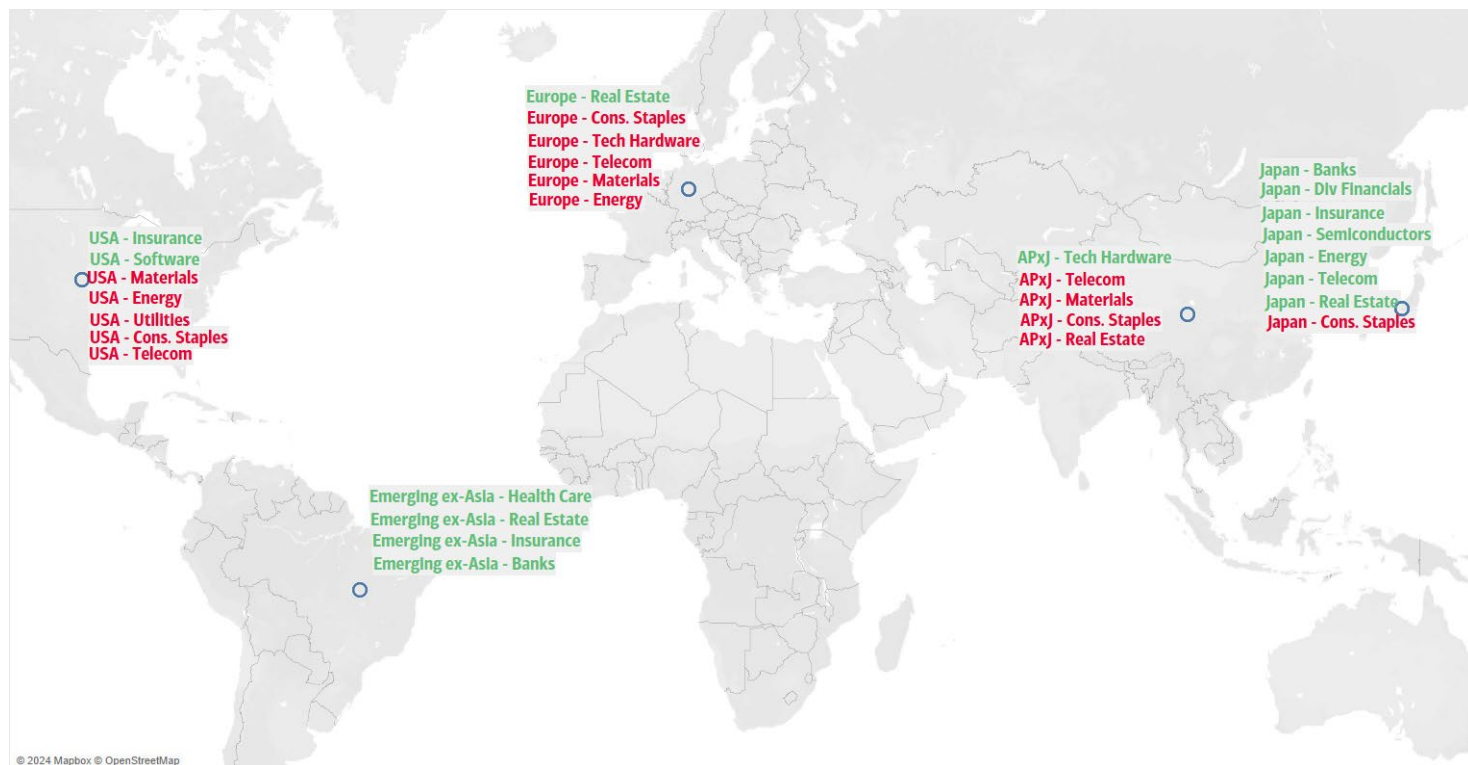 Europe - Real Estate
Europe - Cons. Staples
Europe - Tech Hardware
Europe - Telecom
Europe - Materials
Europe - Energy
Japan - Banks
Japan - Div Financials
Japan - Insurance
Japan - Semiconductors
Japan - Energy
Japan - Telecom
Japan - Real Estate
Japan - Cons. Staples
USA - Insurance
USA - Software
USA - Materials
USA - Energy
USA - Utilities
USA - Cons. Staples
USA - Telecom
APxJ - Tech Hardware
APxJ - Telecom
APxJ - Materials
APxJ - Cons. Staples
APxJ - Real Estate
Emerging ex-Asia - Health Care
Emerging ex-Asia - Real Estate
Emerging ex-Asia - Insurance
Emerging ex-Asia - Banks
© 2024 Mapbox © OpenStreetMap